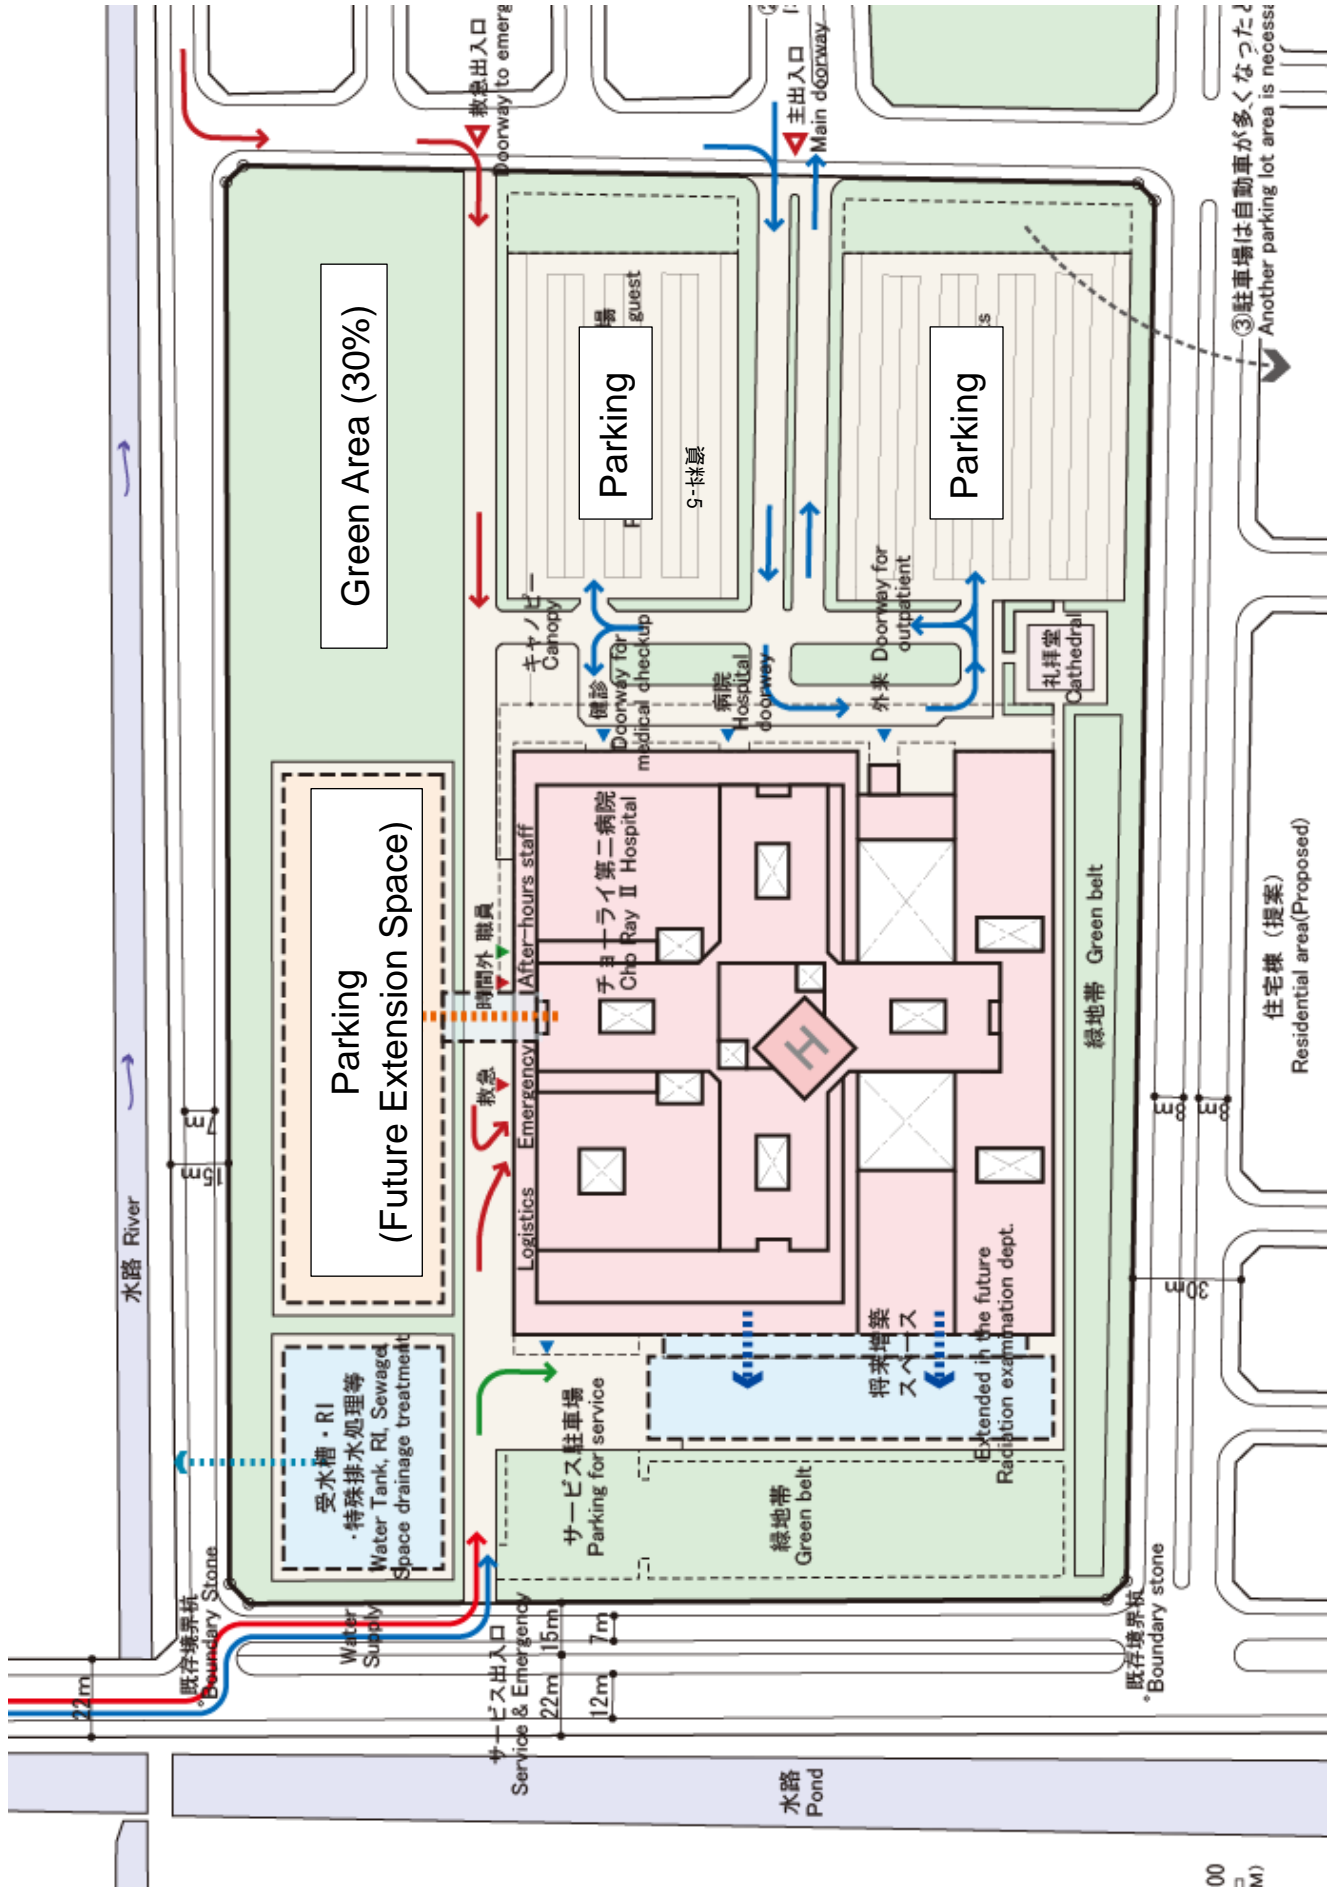 救急出入口
Doorway to emerg
主出入口
Main doorway
③駐車場は自動車が多くなったと
Another parking lot area is necessa
Green Area (30%)
場
guest
Parking
資料-5
Parking
キャノピー
Canopy
健診
Doorway for
medical checkup
病院
Hospital
doorway
外来 Doorway for
outpatient
礼拝堂
Cathedral
Parking
(Future Extension Space)
時間外 職員
After-hours staff
救急
Emergency
Logistics
チョーライ第二病院
Cho Ray Ⅱ Hospital
H
緑地帯 Green belt
住宅棟（提案）
Residential area(Proposed)
水路 River
7m
15m
8m
8m
30m
受水槽・RI
・特殊排水処理等
Water Tank, RI, Sewage,
Space drainage treatment
サービス駐車場
Parking for service
将来増築
スペース
Extended in the future
Radiation examination dept.
緑地帯
Green belt
既存境界杭
Boundary Stone
Water
Supply
サービス出入口
Service & Emergency
22m
15m
22m
7m
12m
既存境界杭
Boundary stone
水路
Pond
00
M)